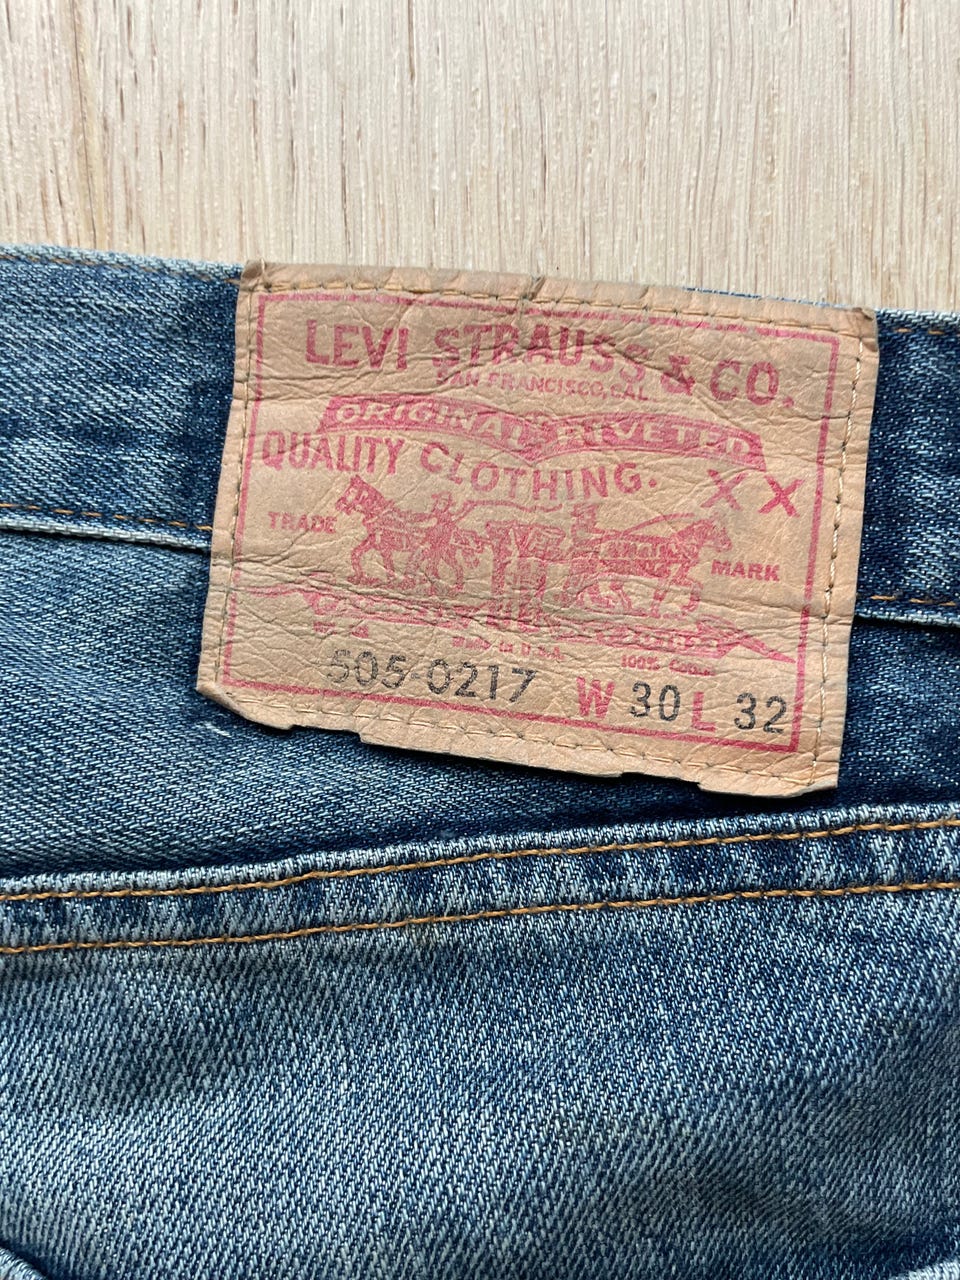 LEVI STRAUSS & CO.
SAN FRANCISCO, CAL
ORIGINAL RIVETED
QUALITY CLOTHING.
XX
TRADE MARK
MADE IN U.S.A.
100% COTTON
505-0217 W 30 L 32